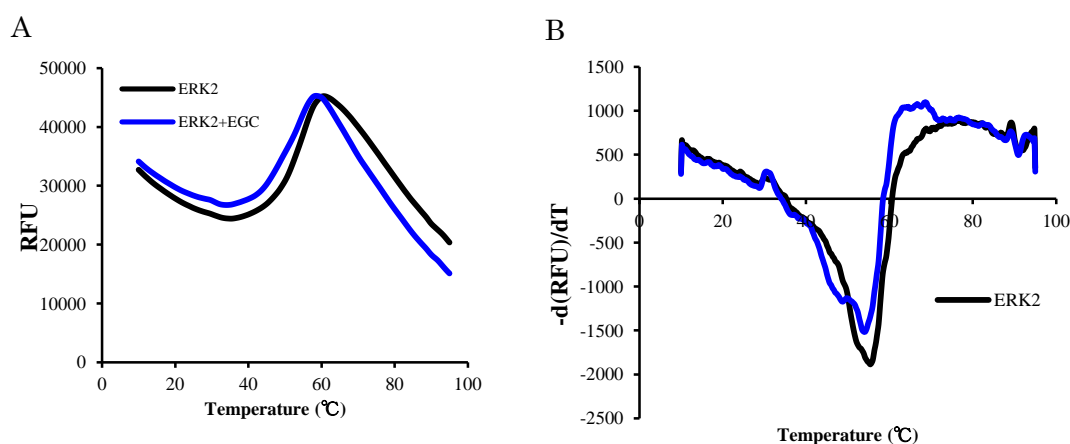 A
50000
40000
30000
20000
10000
0
RFU
ERK2
ERK2+EGC
0 20 40 60 80 100
Temperature (℃)
B
1500
1000
500
0
-500
-1000
-1500
-2000
-2500
-d(RFU)/dT
0 20 40 60 80 100
ERK2
Temperature (℃)